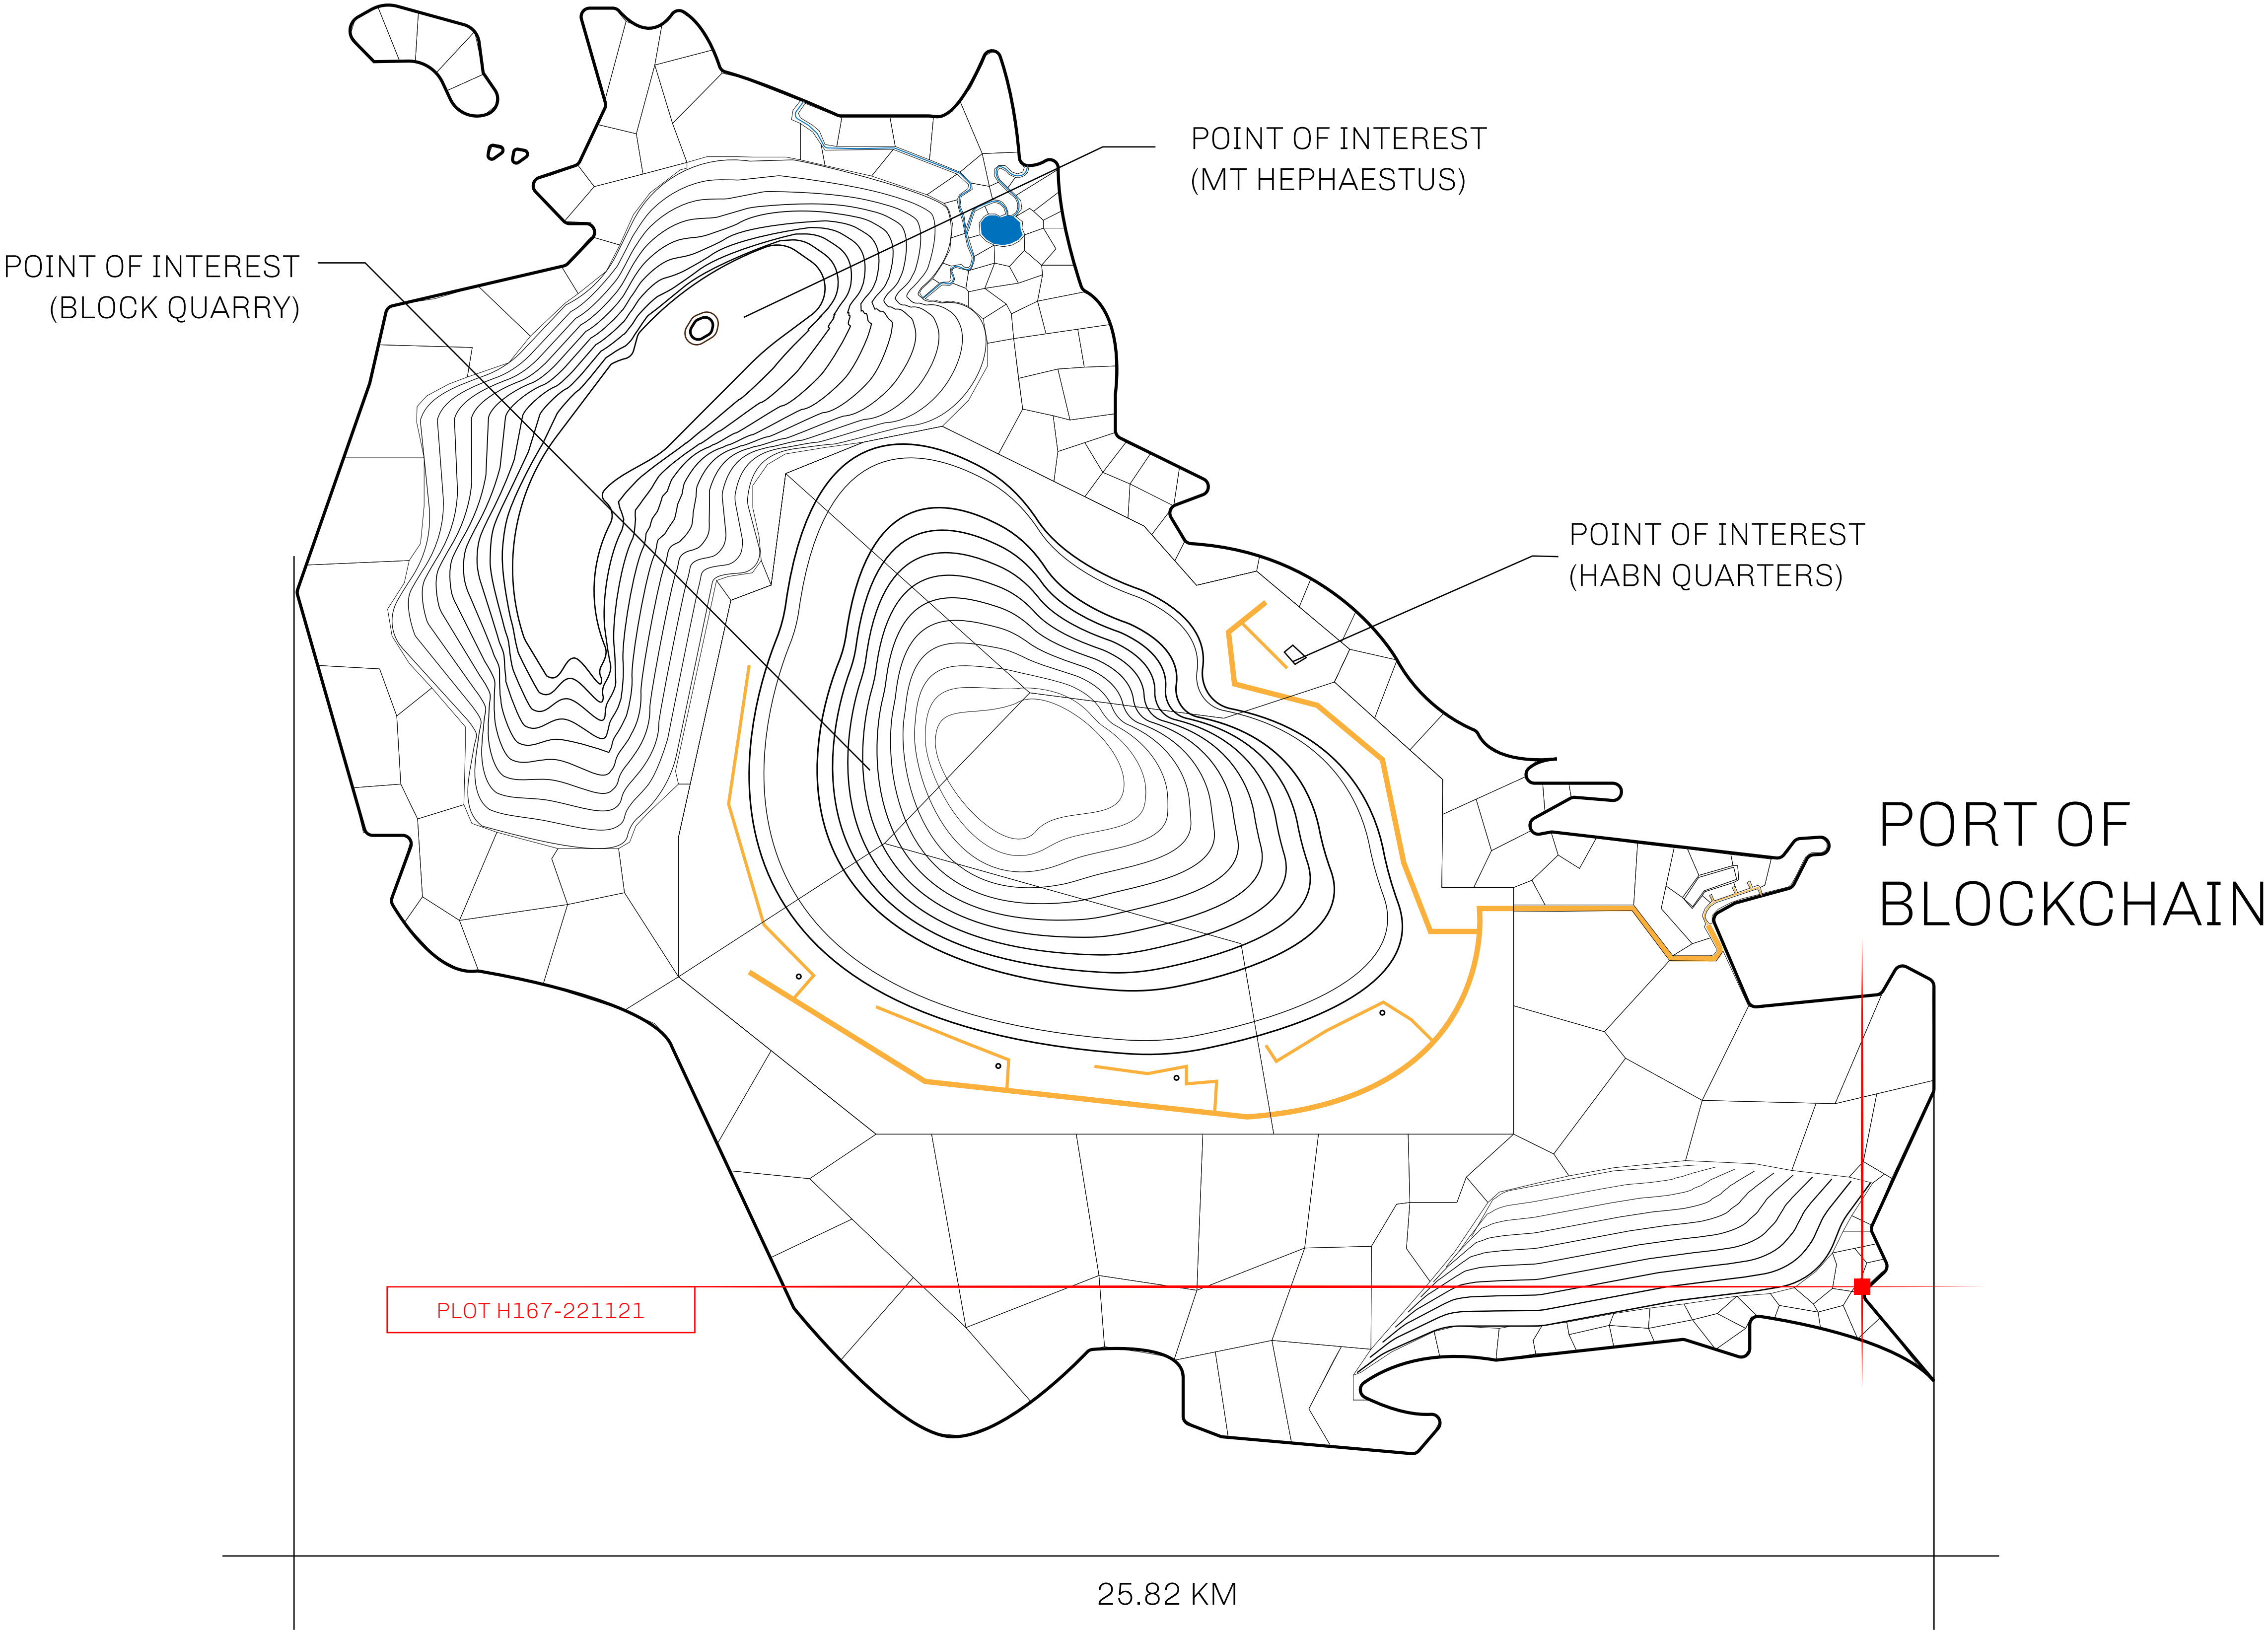 POINT OF INTEREST
(MT HEPHAESTUS)
POINT OF INTEREST
(BLOCK QUARRY)
POINT OF INTEREST
(HABN QUARTERS)
PORT OF
BLOCKCHAIN
PLOT H167-221121
25.82 KM